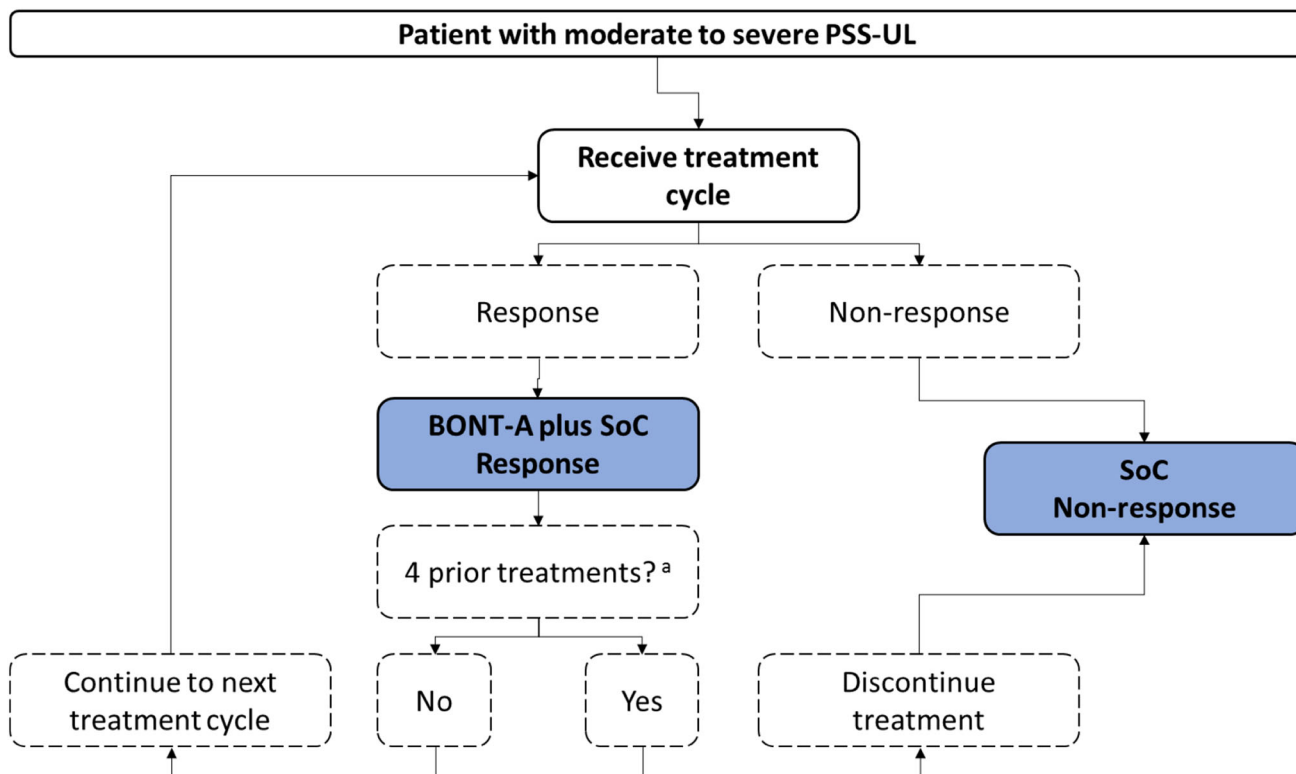 Patient with moderate to severe PSS-UL
Receive treatment
cycle
Response
Non-response
BONT-A plus SoC
Response
SoC
Non-response
4 prior treatments? a
Continue to next
treatment cycle
No
Yes
Discontinue
treatment